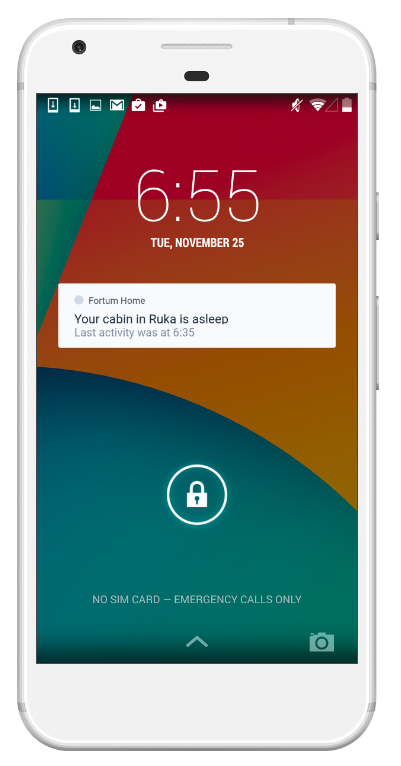 6:55
TUE, NOVEMBER 25
Fortum Home
Your cabin in Ruka is asleep
Last activity was at 6:35
NO SIM CARD — EMERGENCY CALLS ONLY